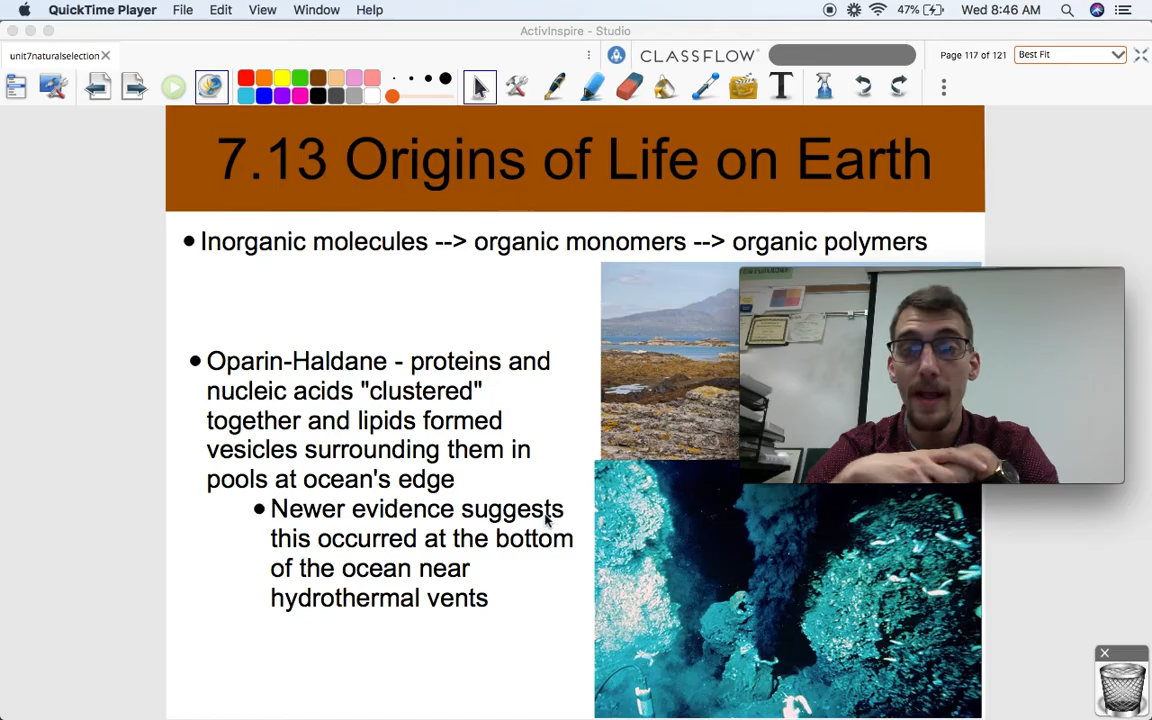 QuickTime Player File Edit View Window Help 47% Wed 8:46 AM
ActivInspire - Studio
unit7naturalselection CLASSFLOW Page 117 of 121 Best Fit
7.13 Origins of Life on Earth
• Inorganic molecules --> organic monomers --> organic polymers
• Oparin-Haldane - proteins and
nucleic acids "clustered"
together and lipids formed
vesicles surrounding them in
pools at ocean's edge
• Newer evidence suggests
this occurred at the bottom
of the ocean near
hydrothermal vents